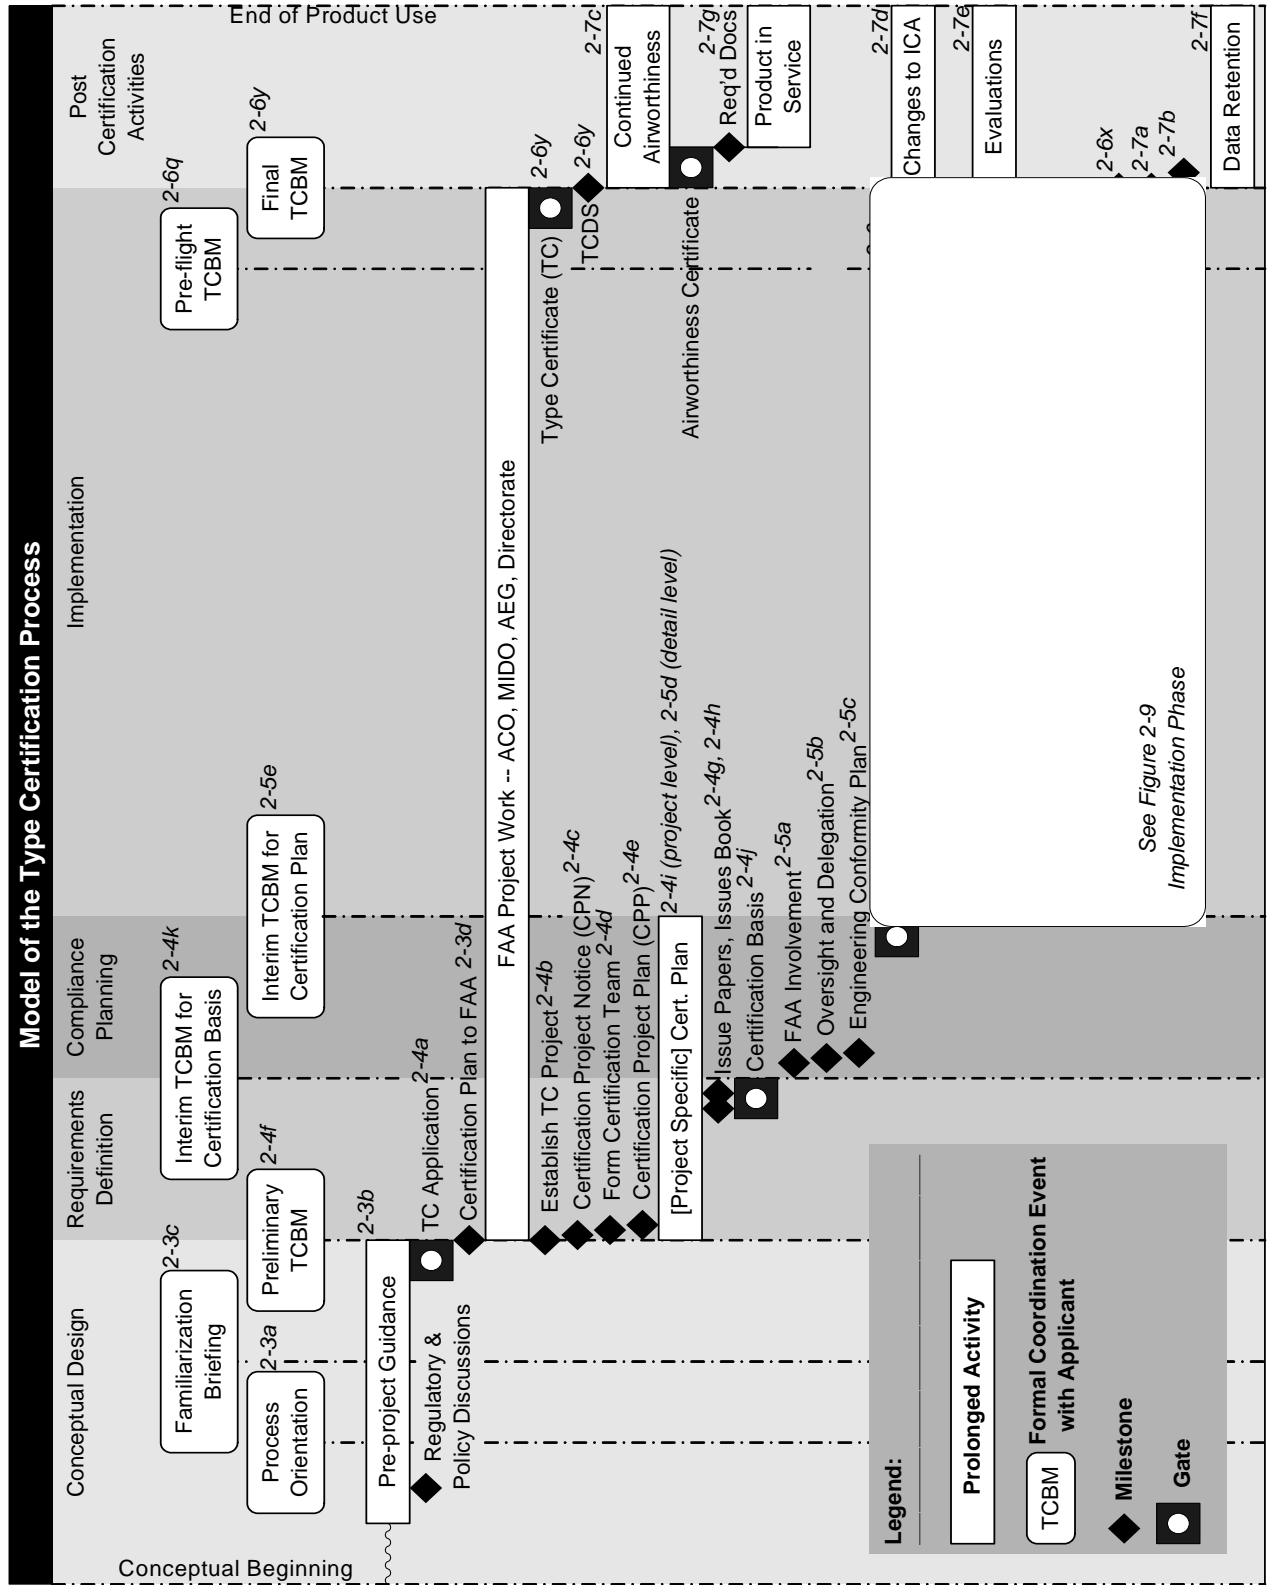 Model of the Type Certification Process
Conceptual Design
Requirements
Definition
Compliance
Planning
Implementation
Post
Certification
Activities
Conceptual Beginning
End of Product Use
Familiarization
Briefing
2-3c
Interim TCBM for
Certification Basis
2-4k
Pre-flight
TCBM
2-6q
Process
Orientation
2-3a
Preliminary
TCBM
2-4f
Interim TCBM for
Certification Plan
2-5e
Final
TCBM
2-6y
Pre-project Guidance
2-3b
Regulatory &
Policy Discussions
TC Application 2-4a
Certification Plan to FAA 2-3d
FAA Project Work -- ACO, MIDO, AEG, Directorate
Establish TC Project 2-4b
Certification Project Notice (CPN) 2-4c
Form Certification Team 2-4d
Certification Project Plan (CPP) 2-4e
[Project Specific] Cert. Plan
2-4i (project level), 2-5d (detail level)
Issue Papers, Issues Book 2-4g, 2-4h
Certification Basis 2-4j
FAA Involvement 2-5a
Oversight and Delegation 2-5b
Engineering Conformity Plan 2-5c
Type Certificate (TC)
2-6y
TCDS
2-6y
Continued
Airworthiness
2-7c
Airworthiness Certificate
Req'd Docs
2-7g
Product in
Service
Changes to ICA
2-7d
Evaluations
2-7e
2-6x
2-7a
2-7b
Data Retention
2-7f
See Figure 2-9
Implementation Phase
Legend:
Prolonged Activity
TCBM
Formal Coordination Event
with Applicant
Milestone
Gate